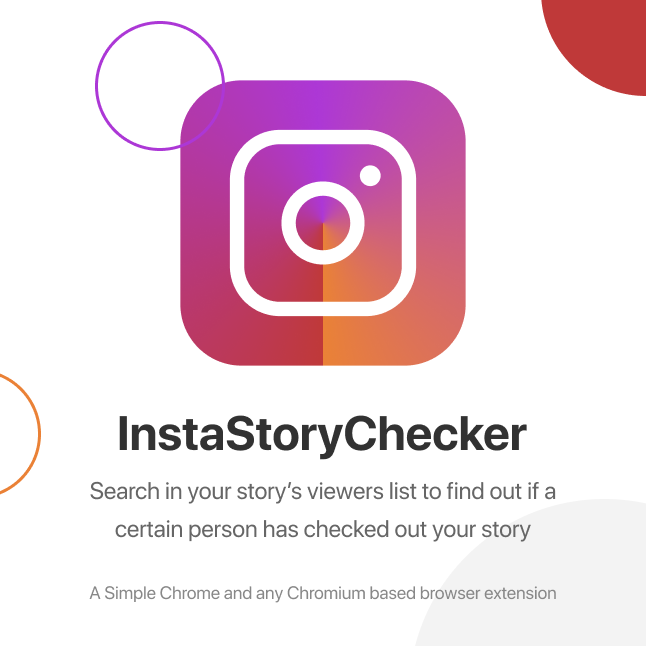 InstaStoryChecker
Search in your story’s viewers list to find out if a
certain person has checked out your story
A Simple Chrome and any Chromium based browser extension